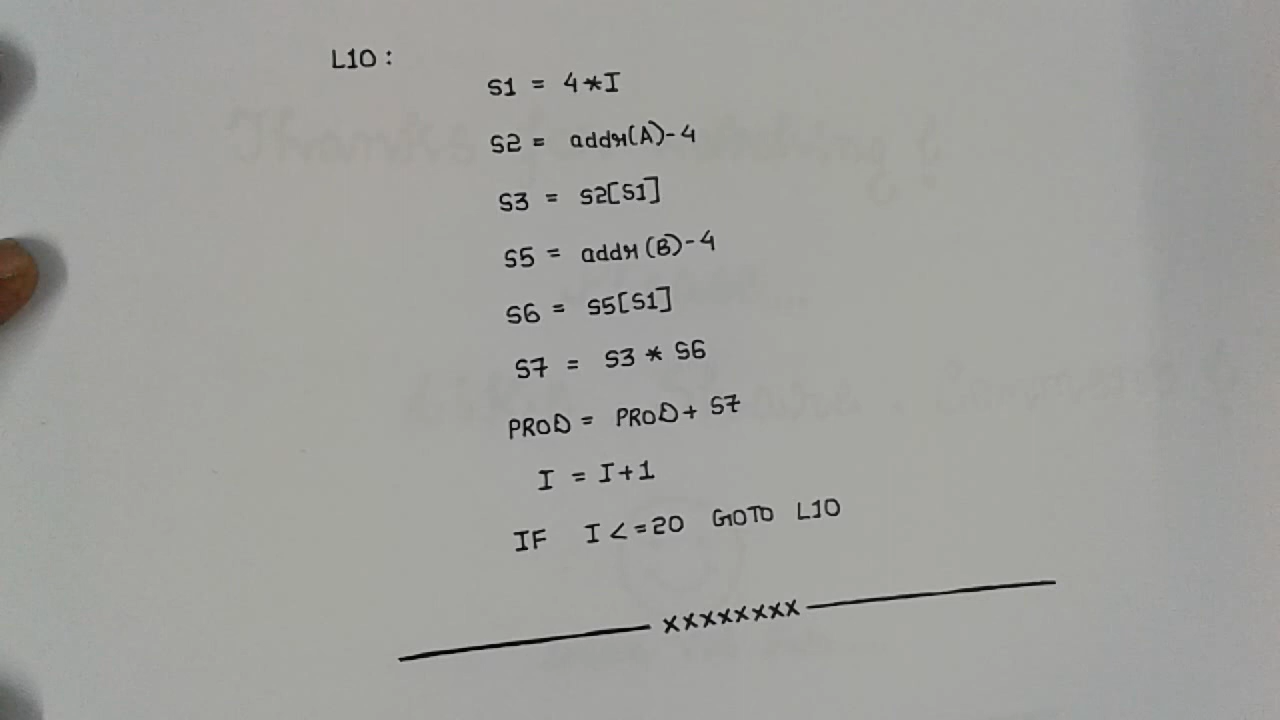 L10:
S1 = 4*I
S2 = addr(A)-4
S3 = S2[S1]
S5 = addr(B)-4
S6 = S5[S1]
S7 = S3 * S6
PROD = PROD + S7
I = I+1
IF I <= 20 GOTO L10
xxxxxxxx